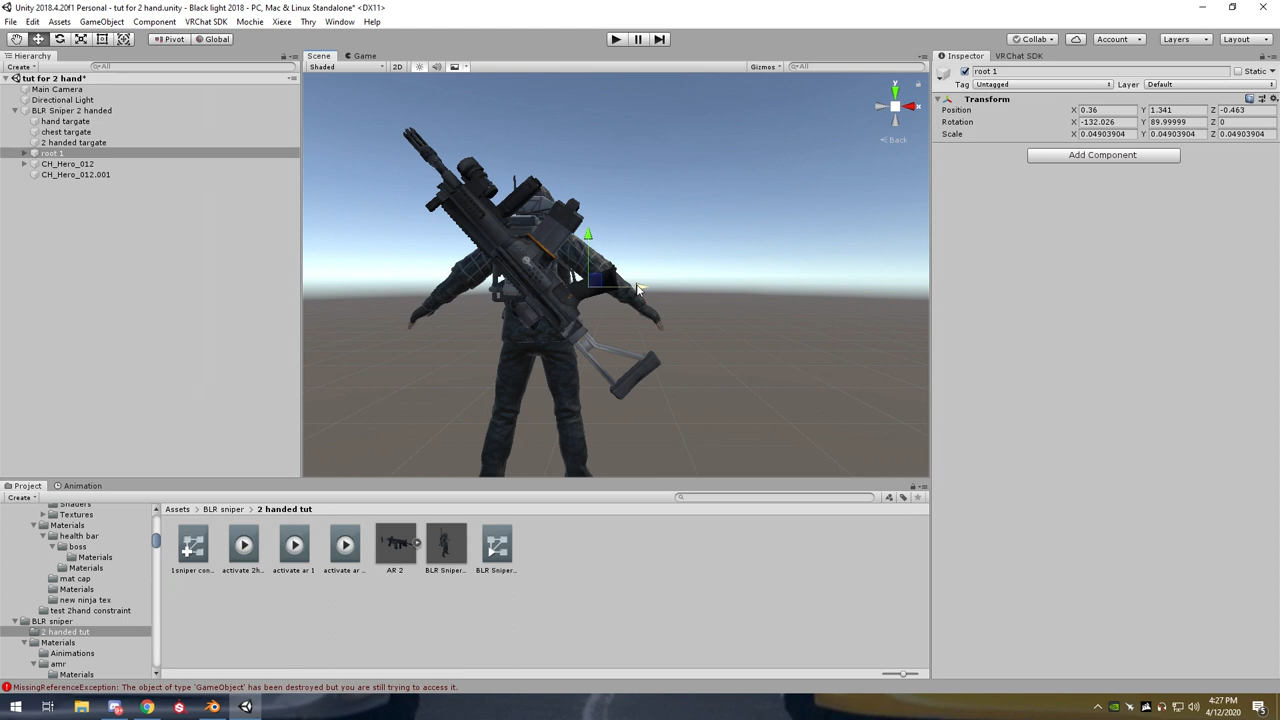 Unity 2018.4.20f1 Personal - tut for 2 hand.unity* - Black light 2018 - PC, Mac & Linux Standalone* <DX11>
File Edit Assets GameObject Component VRChat SDK Mochie Xiexe Thry Window Help
Pivot Global Collab Account Layers Layout
Hierarchy Scene Game Inspector VRChat SDK
Create All Shaded 2D Gizmos All root 1 Static
tut for 2 hand* Tag Untagged Layer Default
Main Camera
Directional Light Transform
BLR Sniper 2 handed Position X 0.36 Y 1.341 Z -0.463
hand targate Rotation X -132.026 Y 89.99999 Z 0
chest targate Scale X 0.04903904 Y 0.04903904 Z 0.04903904
2 handed targate
root 1 Add Component
CH_Hero_012
CH_Hero_012.001
y
x
Back
Project Animation
Create
Shaders Assets BLR sniper 2 handed tut
Textures
Materials
health bar
boss
Materials
Materials 1sniper con... activate 2h... activate ar 1 activate ar ... AR 2 BLR Sniper... BLR Sniper...
mat cap
Materials
new ninja tex
test 2hand constraint
BLR sniper
2 handed tut
Materials
Ainimations
amr
Materials
MissingReferenceException: The object of type 'GameObject' has been destroyed but you are still trying to access it.
4:27 PM
4/12/2020
5